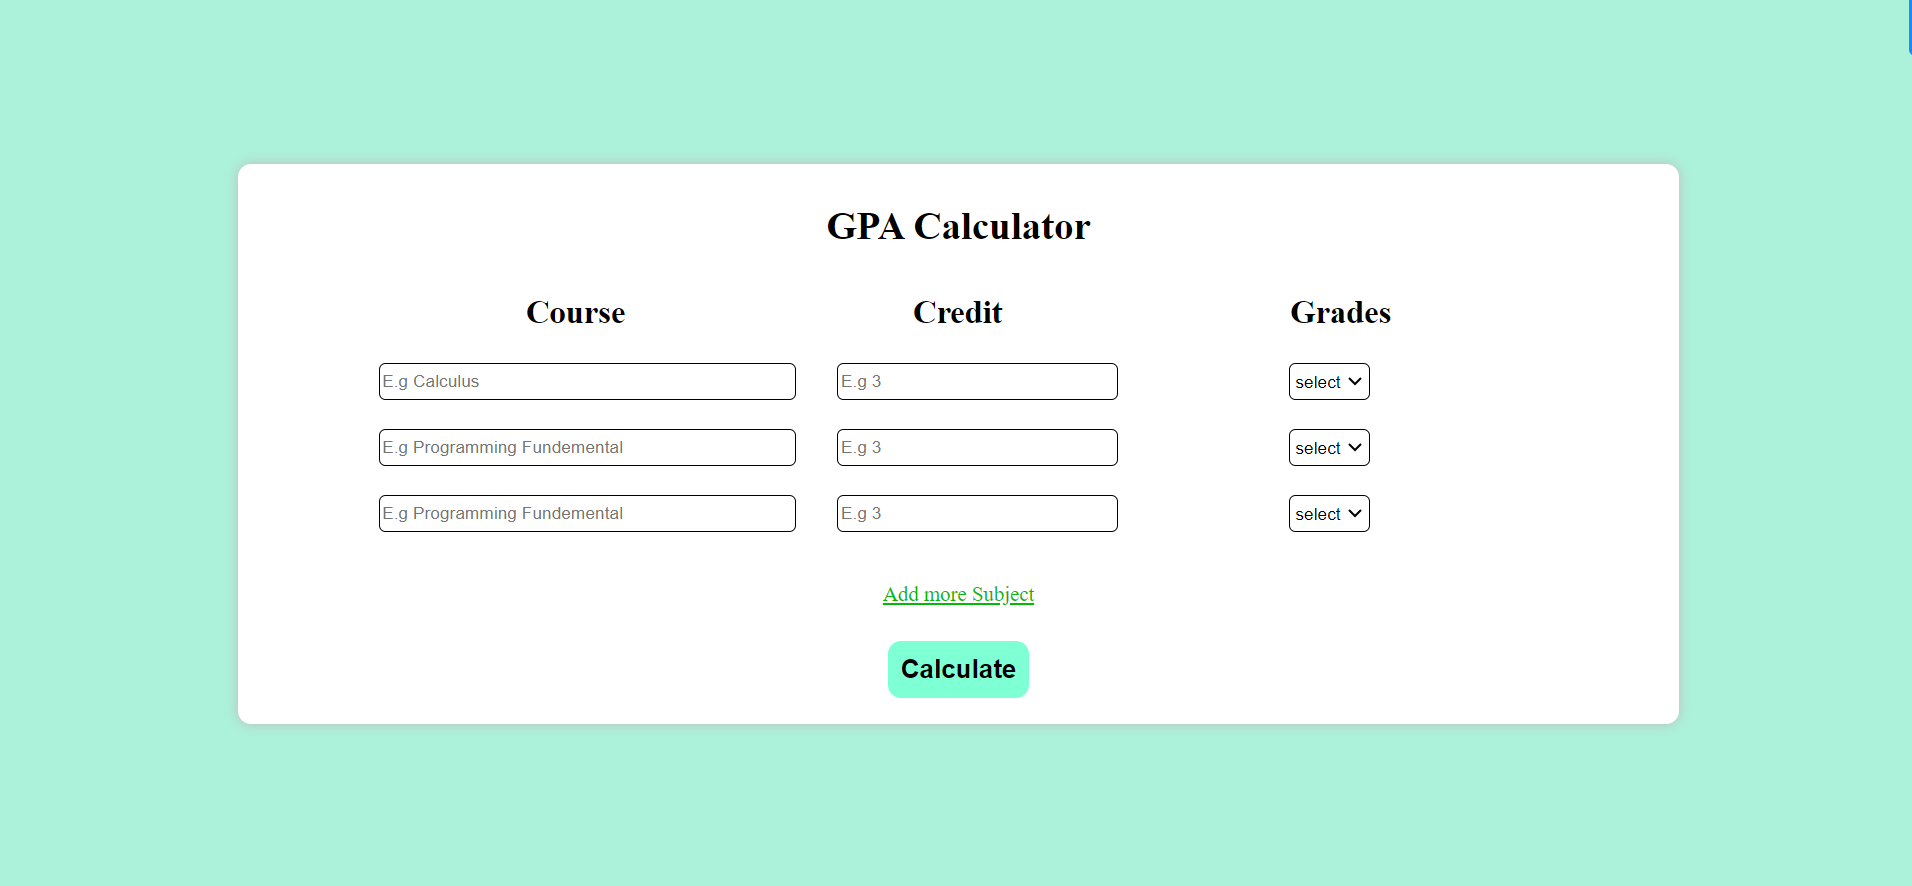 GPA Calculator
Course Credit Grades
E.g Calculus E.g 3 select
E.g Programming Fundemental E.g 3 select
E.g Programming Fundemental E.g 3 select
Add more Subject
Calculate